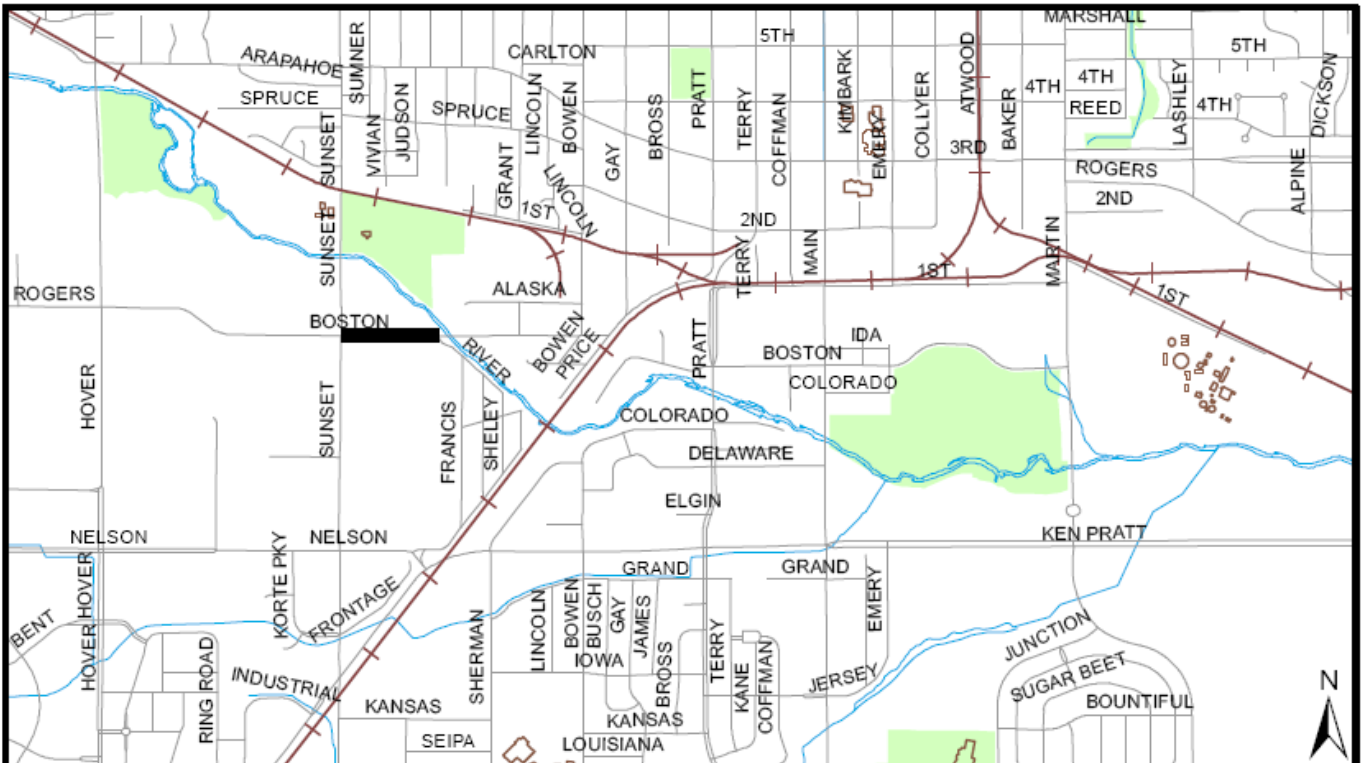 MARSHALL
5TH
CARLTON
SUMNER
ARAPAHOE
5TH
KIMBARK
ATWOOD
DICKSON
4TH
4TH
REED
SPRUCE
SPRUCE
LINCOLN
BOWEN
BROSS
PRATT
TERRY
COFFMAN
EMERY
COLLYER
BAKER
LASHLEY
4TH
SUNSET
VIVIAN
JUDSON
GRANT
LINCOLN
GAY
3RD
ROGERS
2ND
ALPINE
1ST
2ND
SUNSET
TERRY
MAIN
1ST
MARTIN
1ST
ROGERS
ALASKA
BOSTON
BOWEN
PRICE
RIVER
PRATT
BOSTON
IDA
COLORADO
HOVER
SUNSET
FRANCIS
SHELEY
COLORADO
DELAWARE
ELGIN
NELSON
NELSON
KEN PRATT
HOVER
HOVER
KORTE PKY
FRONTAGE
GRAND
GRAND
EMERY
BENT
HOVER
RING ROAD
INDUSTRIAL
SHERMAN
LINCOLN
BOWEN
BUSCH
GAY
JAMES
IOWA
BROSS
TERRY
KANE
COFFMAN
JERSEY
JUNCTION
SUGAR BEET
BOUNTIFUL
N
KANSAS
KANSAS
SEIPA
LOUISIANA